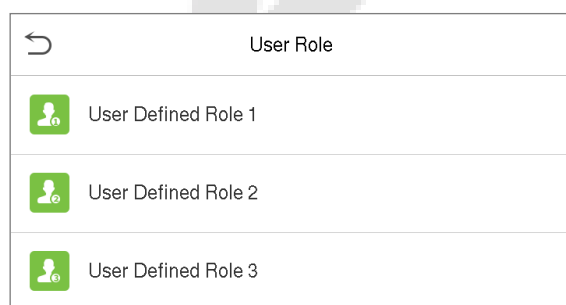 User Role
User Defined Role 1
User Defined Role 2
User Defined Role 3